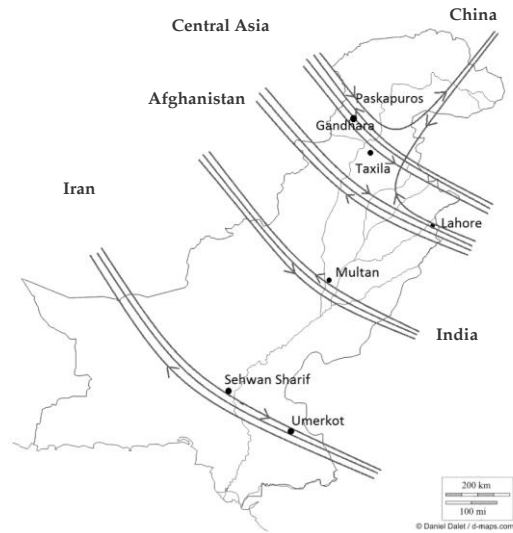 China
Central Asia
Afghanistan
Paskapuros
Gandhara
Taxila
Iran
Lahore
Multan
India
Sehwan Sharif
Umerkot
200 km
100 mi
© Daniel Dalet / d-maps.com